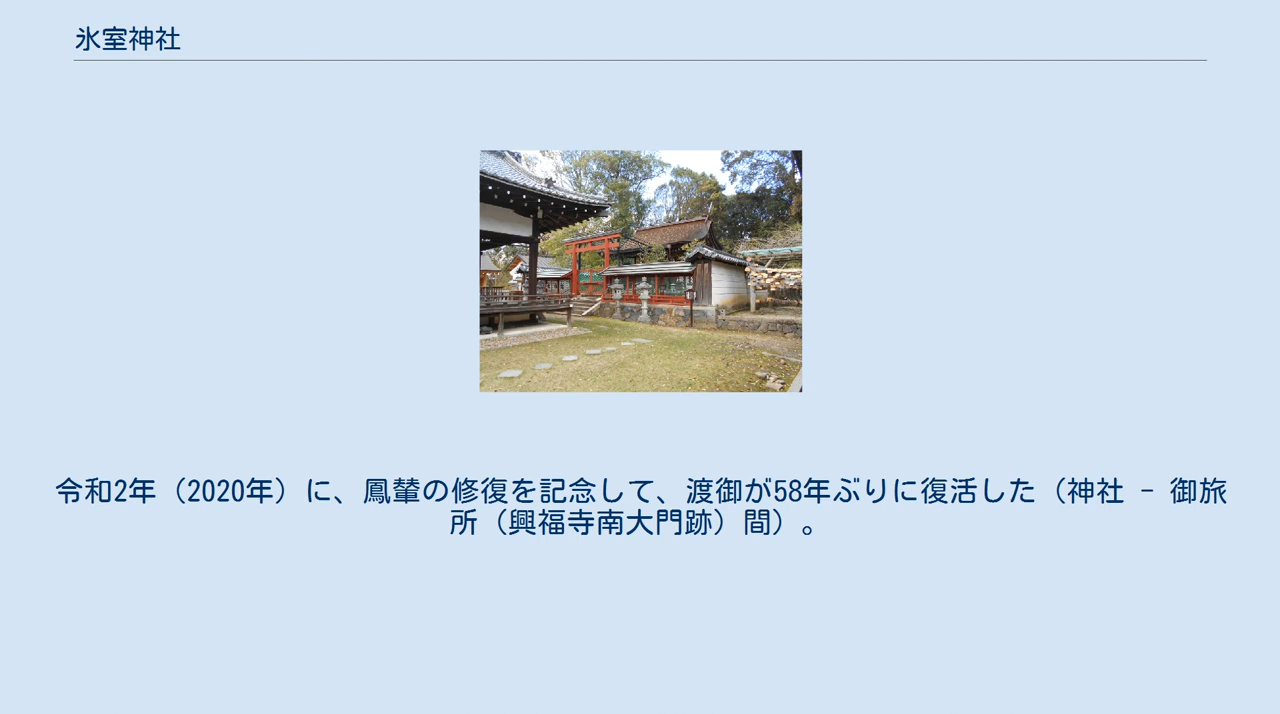 氷室神社
令和2年（2020年）に、鳳輦の修復を記念して、渡御が58年ぶりに復活した（神社 - 御旅
所（興福寺南大門跡）間）。